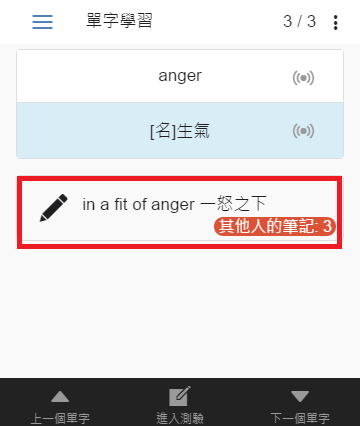 單字學習 3 / 3
anger
[名]生氣
in a fit of anger 一怒之下
其他人的筆記: 3
上一個單字 進入測驗 下一個單字